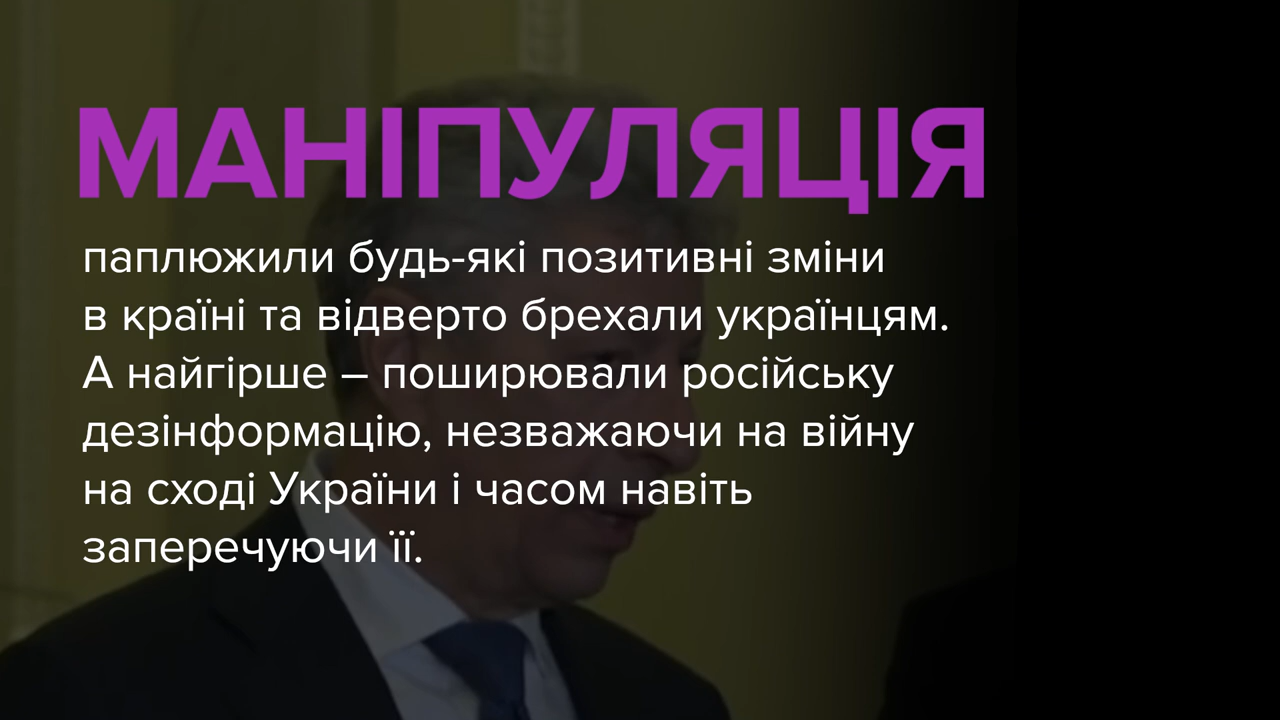 МАНІПУЛЯЦІЯ
паплюжили будь-які позитивні зміни
в країні та відверто брехали українцям.
А найгірше – поширювали російську
дезінформацію, незважаючи на війну
на сході України і часом навіть
заперечуючи її.